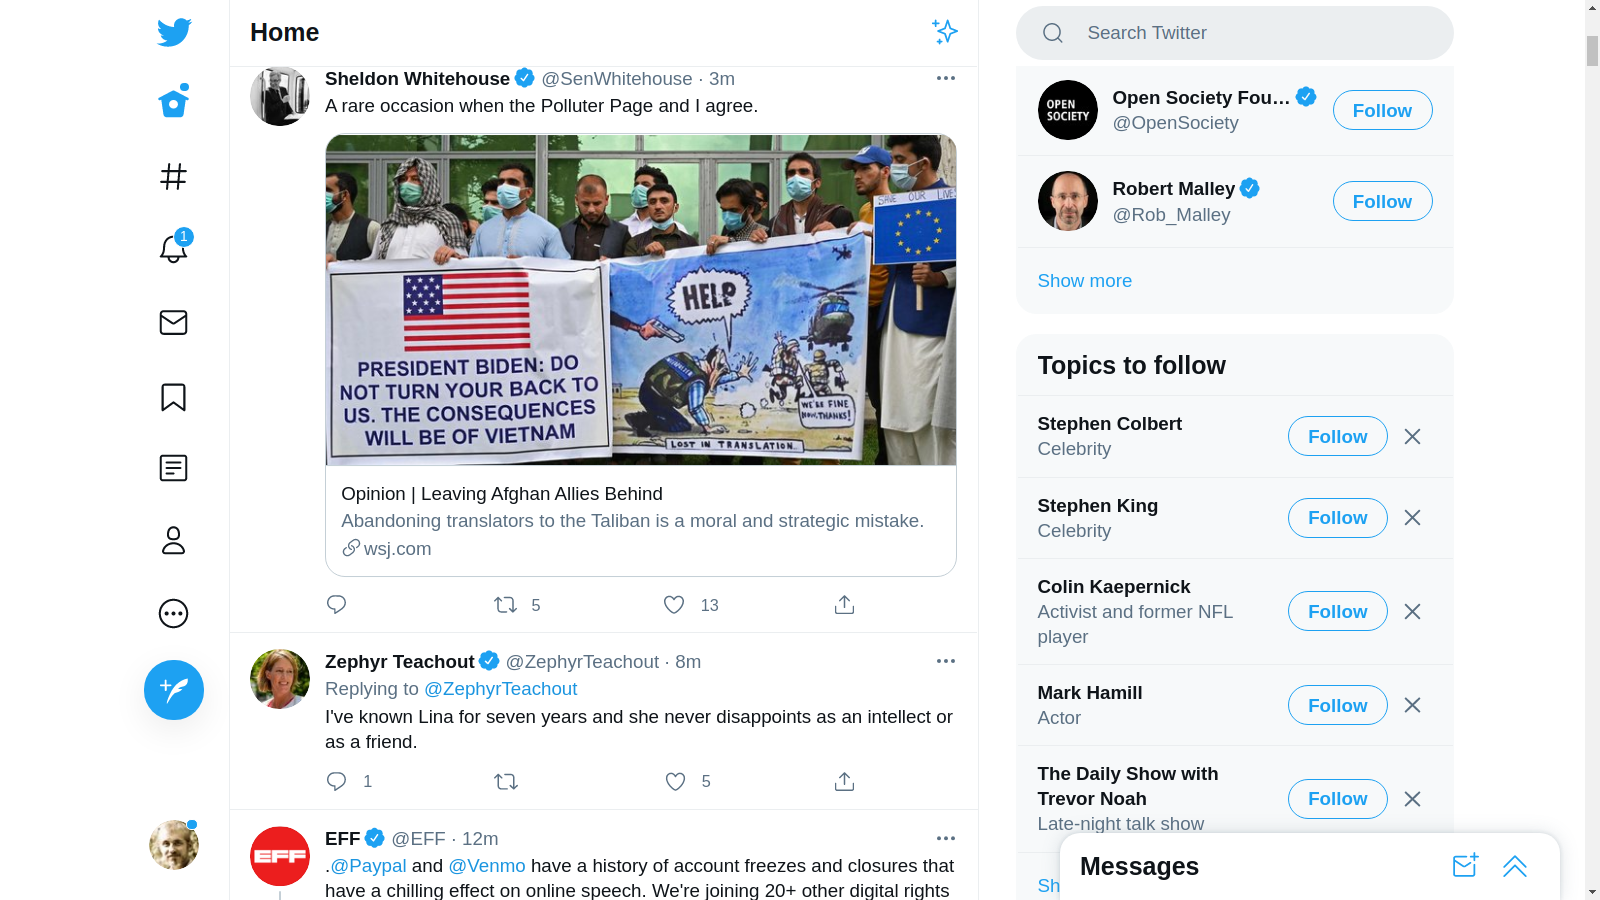 Home
Sheldon Whitehouse @SenWhitehouse · 3m
A rare occasion when the Polluter Page and I agree.
SAVE OUR LIVES
HELP
PRESIDENT BIDEN: DO
NOT TURN YOUR BACK TO
US. THE CONSEQUENCES
WILL BE OF VIETNAM
WE'RE FINE
NOW, THANKS!
LOST IN TRANSLATION...
Opinion | Leaving Afghan Allies Behind
Abandoning translators to the Taliban is a moral and strategic mistake.
wsj.com
5
13
Zephyr Teachout @ZephyrTeachout · 8m
Replying to @ZephyrTeachout
I've known Lina for seven years and she never disappoints as an intellect or
as a friend.
1
5
EFF
EFF @EFF · 12m
.@Paypal and @Venmo have a history of account freezes and closures that
have a chilling effect on online speech. We're joining 20+ other digital rights
1
Search Twitter
OPEN
SOCIETY
Open Society Fou...
@OpenSociety
Follow
Robert Malley
@Rob_Malley
Follow
Show more
Topics to follow
Stephen Colbert
Celebrity
Follow
Stephen King
Celebrity
Follow
Colin Kaepernick
Activist and former NFL
player
Follow
Mark Hamill
Actor
Follow
The Daily Show with
Trevor Noah
Late-night talk show
Follow
Sh
Messages